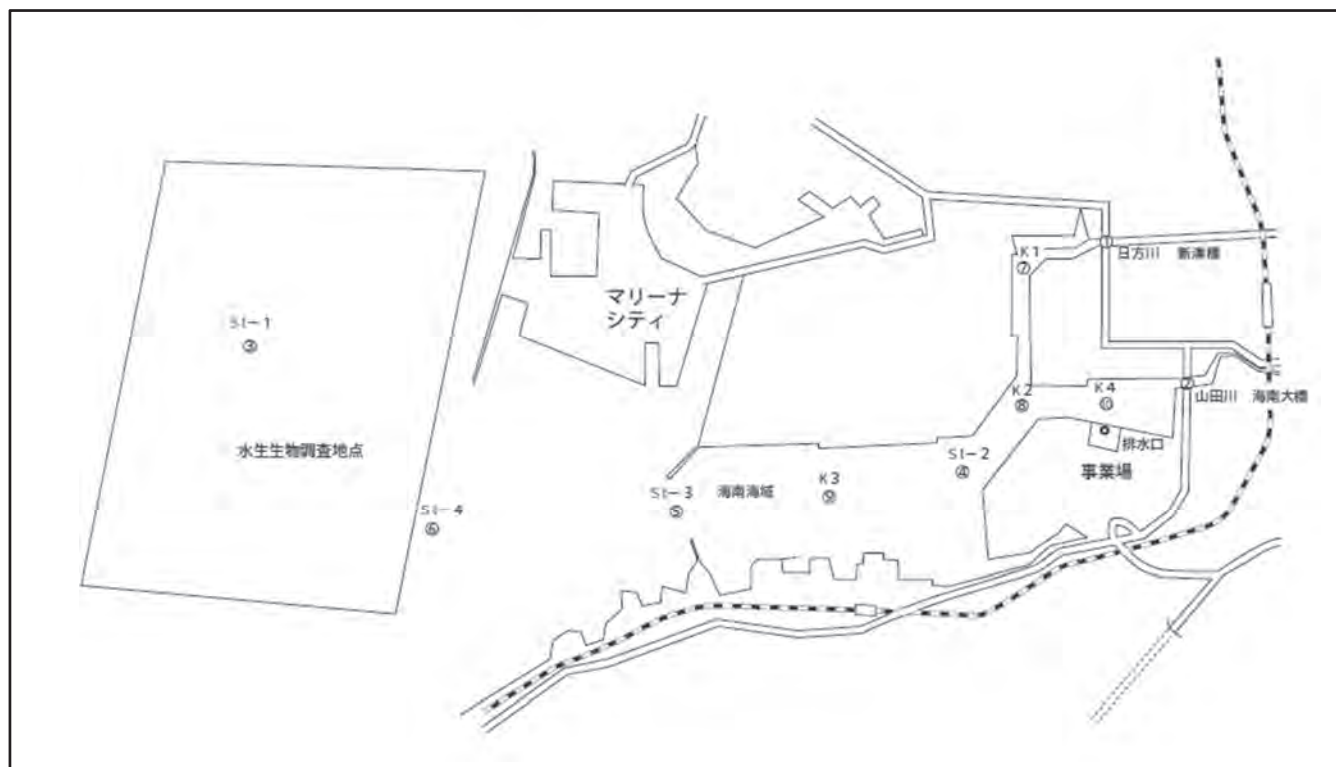 K1
⑦
①
日方川 新湊橋
マリーナ
シティ
St-1
③
K2
⑧
K4
⑩
②
山田川 海南大橋
排水口
水生生物調査地点
St-2
④
事業場
K3
⑨
St-3 海南海域
⑤
St-4
⑥